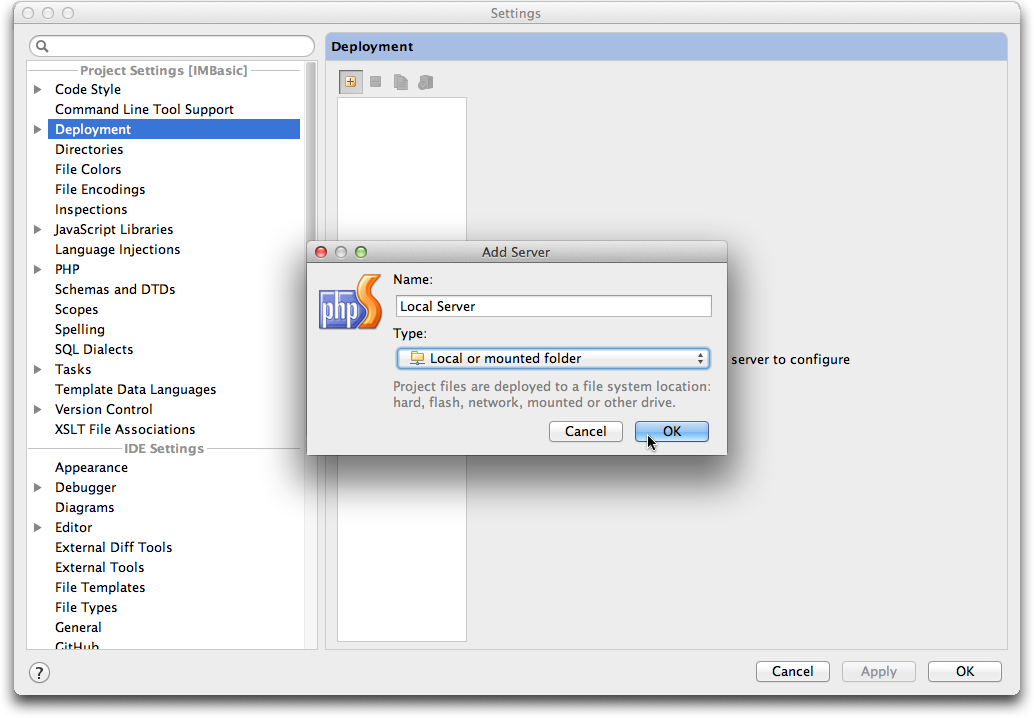 Settings
Deployment
Project Settings [IMBasic]
Code Style
Command Line Tool Support
Deployment
Directories
File Colors
File Encodings
Inspections
JavaScript Libraries
Language Injections
PHP
Schemas and DTDs
Scopes
Spelling
SQL Dialects
Tasks
Template Data Languages
Version Control
XSLT File Associations
IDE Settings
Appearance
Debugger
Diagrams
Editor
External Diff Tools
External Tools
File Templates
File Types
General
GitHub
server to configure
Add Server
php S
Name:
Local Server
Type:
Local or mounted folder
Project files are deployed to a file system location:
hard, flash, network, mounted or other drive.
Cancel OK
? Cancel Apply OK